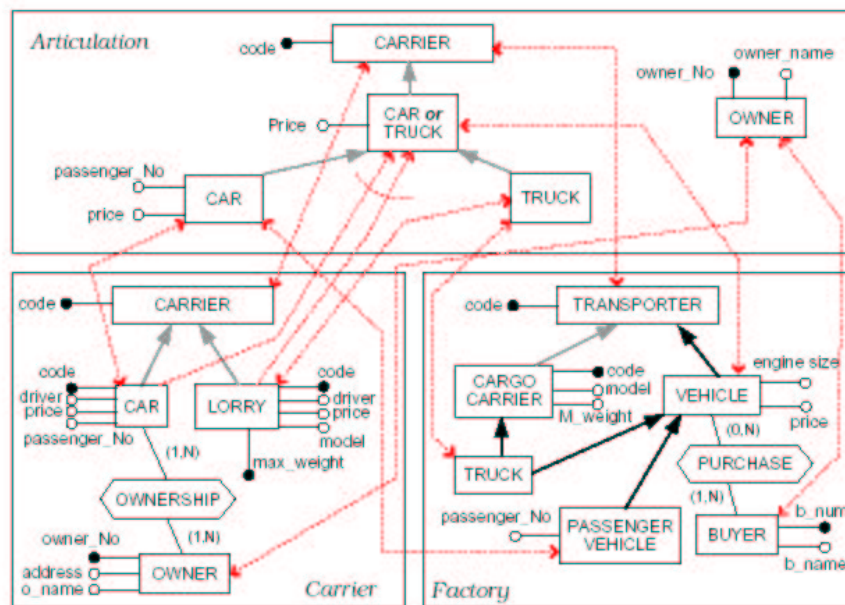 Articulation
code
CARRIER
owner_name
owner_No
OWNER
Price
CAR or
TRUCK
passenger_No
CAR
price
TRUCK
code
CARRIER
code
driver
price
passenger_No
CAR
LORRY
code
driver
price
model
max_weight
(1,N)
OWNERSHIP
(1,N)
owner_No
address
o_name
OWNER
Carrier
code
TRANSPORTER
CARGO
CARRIER
code
model
M_weight
VEHICLE
engine size
price
(0,N)
PURCHASE
TRUCK
(1,N)
passenger_No
PASSENGER
VEHICLE
BUYER
b_num
b_name
Factory